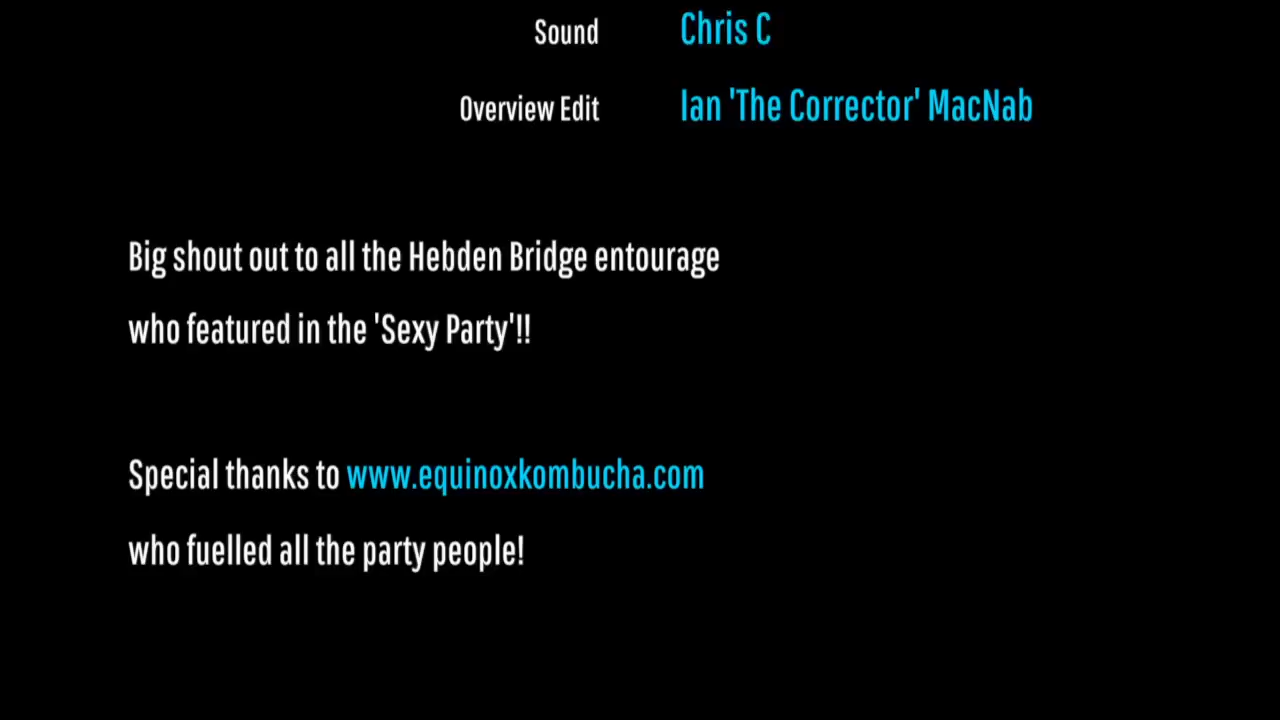 Sound Chris C
Overview Edit Ian 'The Corrector' MacNab
Big shout out to all the Hebden Bridge entourage
who featured in the 'Sexy Party'!!
Special thanks to www.equinoxkombucha.com
who fuelled all the party people!